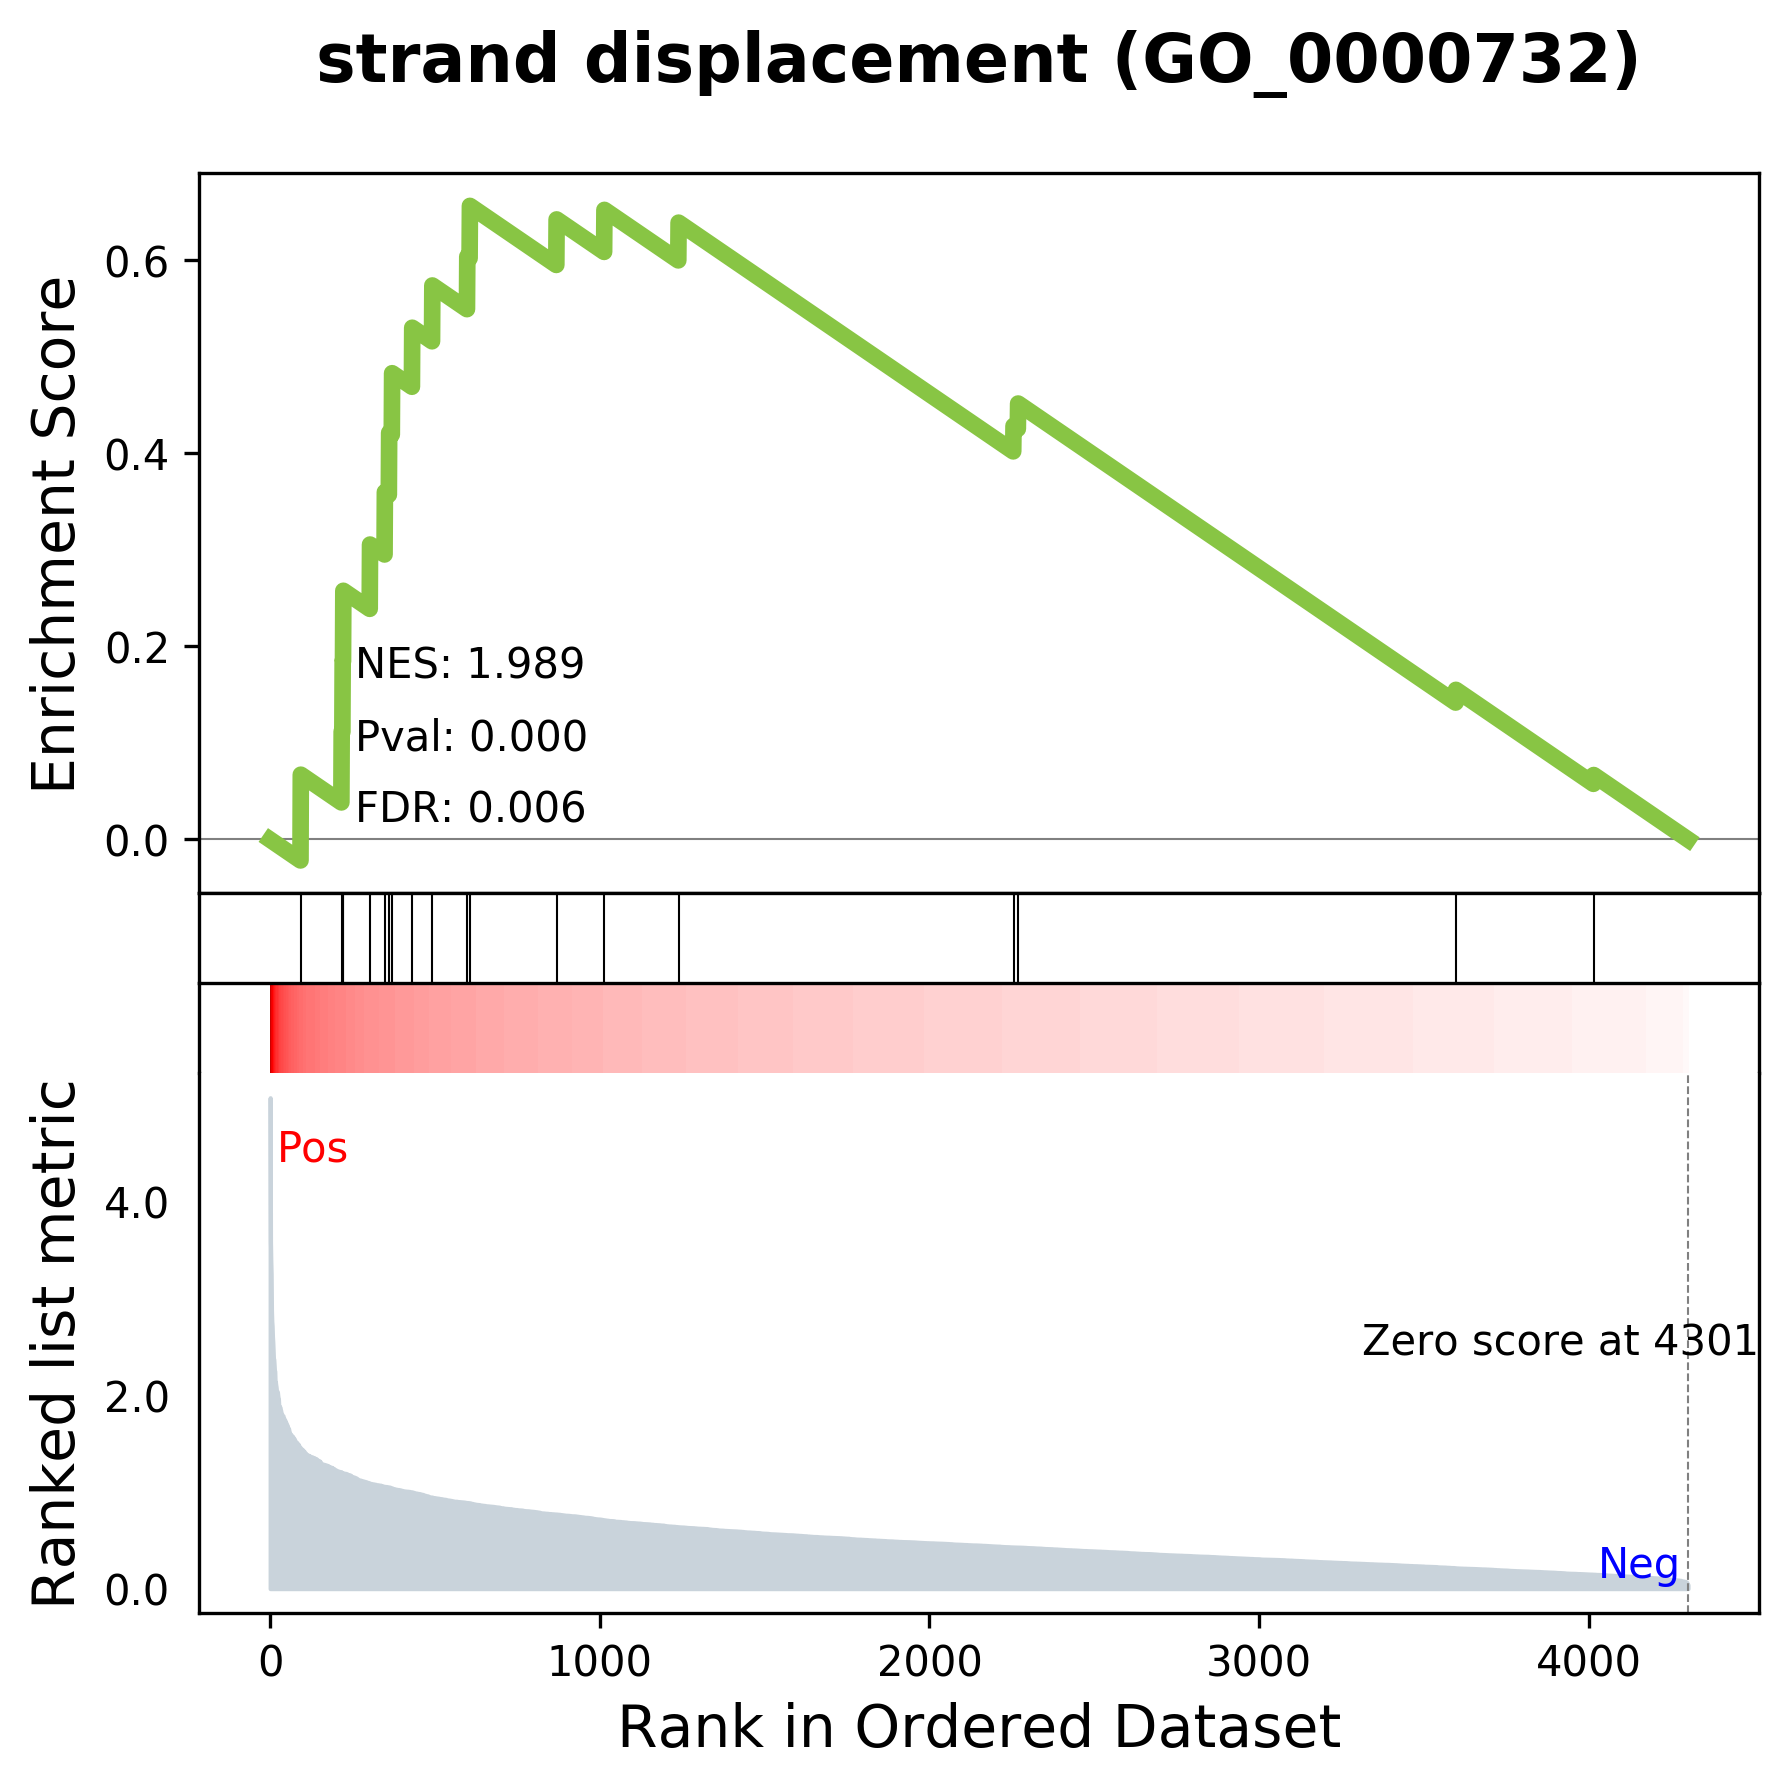 strand displacement (GO_0000732)
Enrichment Score
0.6
0.4
0.2
0.0
NES: 1.989
Pval: 0.000
FDR: 0.006
Ranked list metric
4.0
2.0
0.0
Pos
Zero score at 4301
Neg
0 1000 2000 3000 4000
Rank in Ordered Dataset